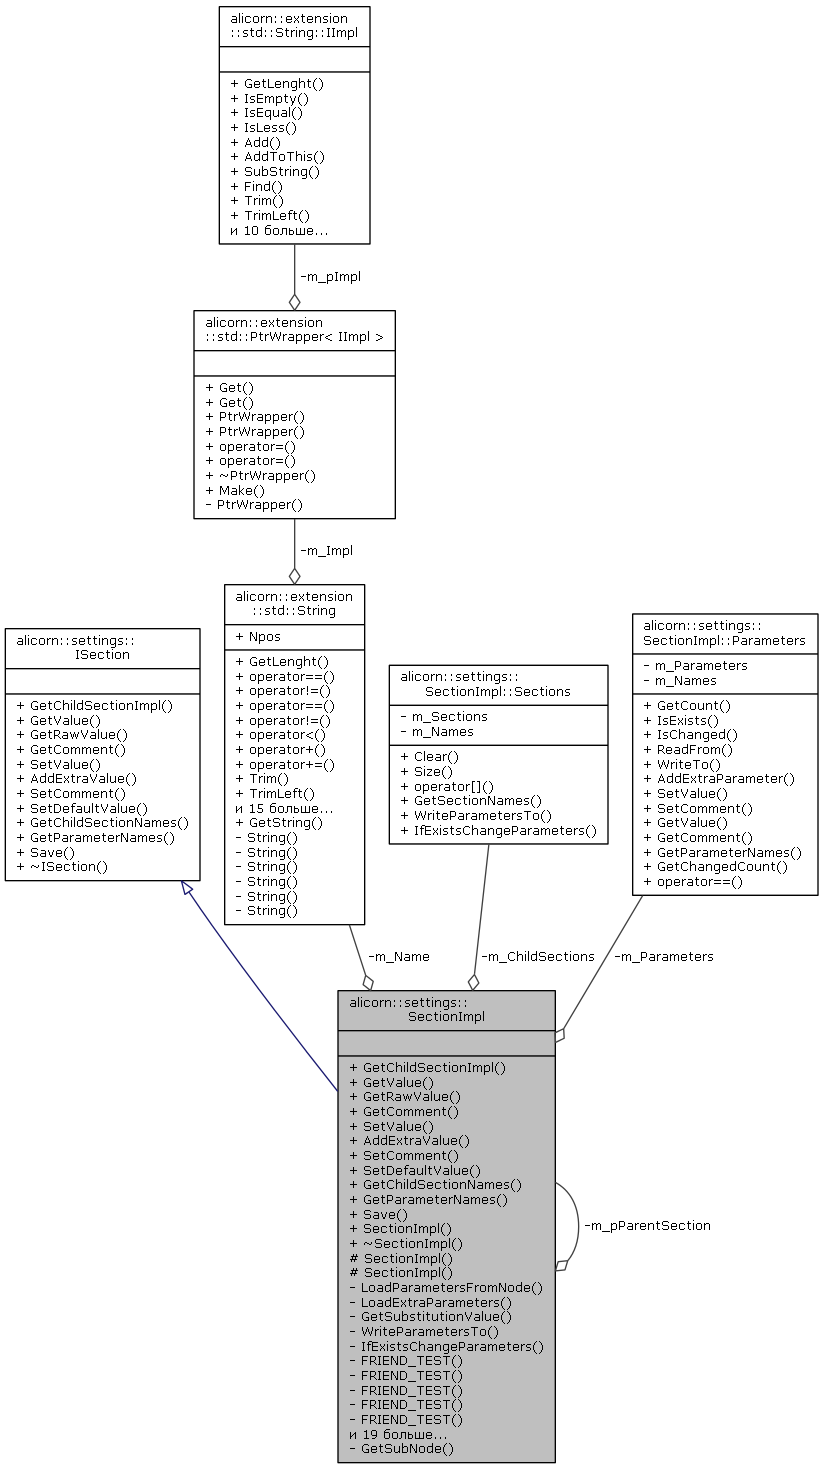 alicorn::extension
::std::String::IImpl
+ GetLenght()
+ IsEmpty()
+ IsEqual()
+ IsLess()
+ Add()
+ AddToThis()
+ SubString()
+ Find()
+ Trim()
+ TrimLeft()
и 10 больше...
-m_pImpl
alicorn::extension
::std::PtrWrapper< IImpl >
+ Get()
+ Get()
+ PtrWrapper()
+ PtrWrapper()
+ operator=()
+ operator=()
+ ~PtrWrapper()
+ Make()
- PtrWrapper()
-m_Impl
alicorn::settings::
ISection
+ GetChildSectionImpl()
+ GetValue()
+ GetRawValue()
+ GetComment()
+ SetValue()
+ AddExtraValue()
+ SetComment()
+ SetDefaultValue()
+ GetChildSectionNames()
+ GetParameterNames()
+ Save()
+ ~ISection()
alicorn::extension
::std::String
+ Npos
+ GetLenght()
+ operator==()
+ operator!=()
+ operator==()
+ operator!=()
+ operator<()
+ operator+()
+ operator+=()
+ Trim()
+ TrimLeft()
и 15 больше...
+ GetString()
- String()
- String()
- String()
- String()
- String()
- String()
alicorn::settings::
SectionImpl::Sections
- m_Sections
- m_Names
+ Clear()
+ Size()
+ operator[]()
+ GetSectionNames()
+ WriteParametersTo()
+ IfExistsChangeParameters()
alicorn::settings::
SectionImpl::Parameters
- m_Parameters
- m_Names
+ GetCount()
+ IsExists()
+ IsChanged()
+ ReadFrom()
+ WriteTo()
+ AddExtraParameter()
+ SetValue()
+ SetComment()
+ GetValue()
+ GetComment()
+ GetParameterNames()
+ GetChangedCount()
+ operator==()
-m_Name
-m_ChildSections
-m_Parameters
alicorn::settings::
SectionImpl
+ GetChildSectionImpl()
+ GetValue()
+ GetRawValue()
+ GetComment()
+ SetValue()
+ AddExtraValue()
+ SetComment()
+ SetDefaultValue()
+ GetChildSectionNames()
+ GetParameterNames()
+ Save()
+ SectionImpl()
+ ~SectionImpl()
# SectionImpl()
# SectionImpl()
- LoadParametersFromNode()
- LoadExtraParameters()
- GetSubstitutionValue()
- WriteParametersTo()
- IfExistsChangeParameters()
- FRIEND_TEST()
- FRIEND_TEST()
- FRIEND_TEST()
- FRIEND_TEST()
- FRIEND_TEST()
и 19 больше...
- GetSubNode()
-m_pParentSection